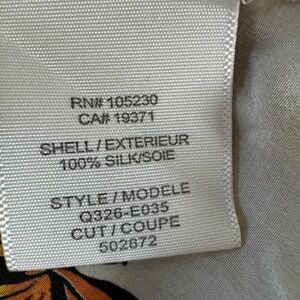 RN# 105230
CA# 19371
SHELL / EXTERIEUR
100% SILK/SOIE
STYLE / MODELE
Q326-E035
CUT / COUPE
502872